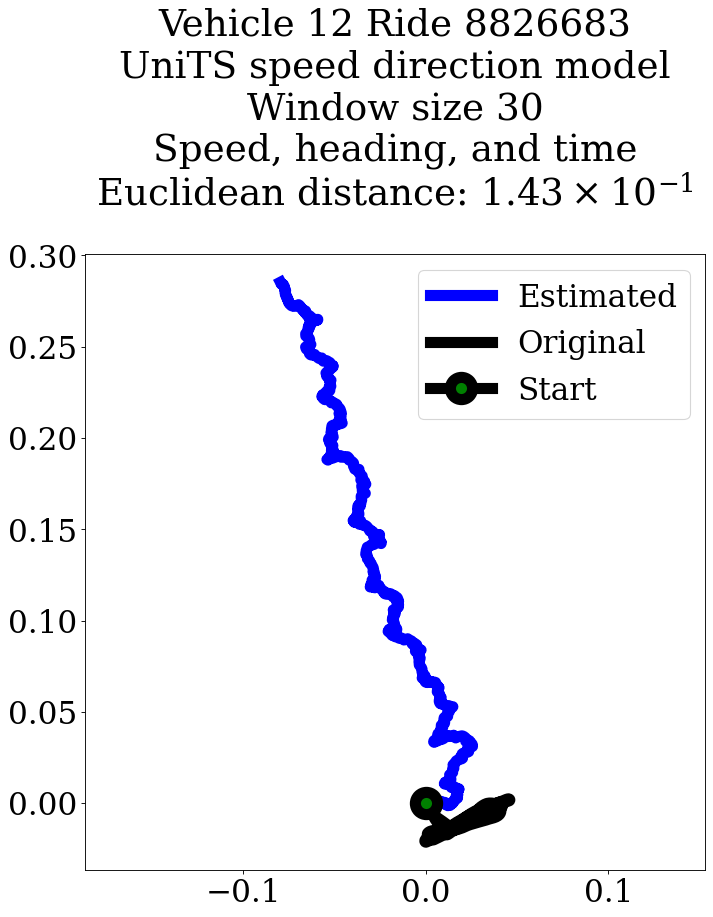 Vehicle 12 Ride 8826683
UniTS speed direction model
Window size 30
Speed, heading, and time
Euclidean distance: 1.43 × 10⁻¹
0.30
0.25
0.20
0.15
0.10
0.05
0.00
−0.1 0.0 0.1
Estimated
Original
Start